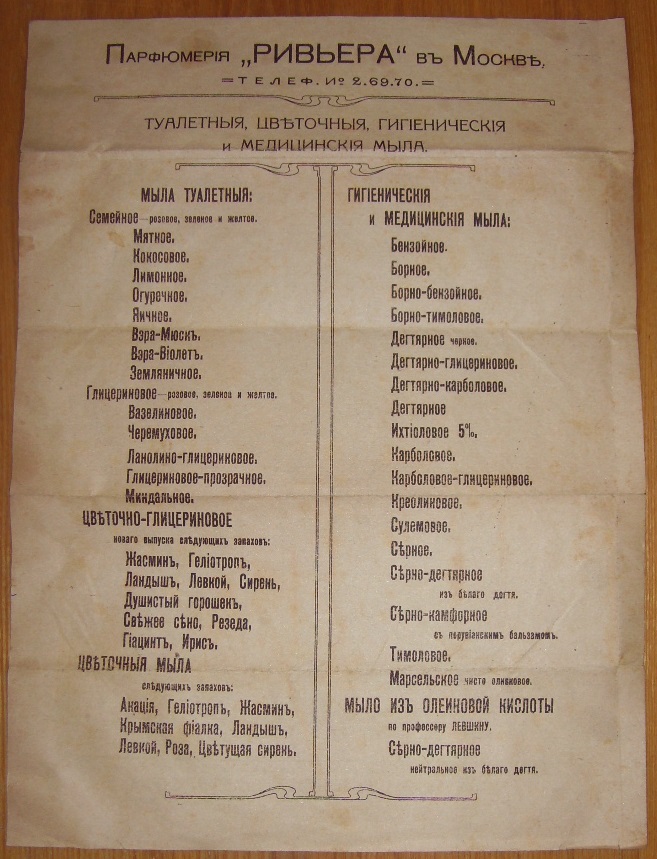 Парфюмерія „РИВЬЕРА“ въ Москвѣ.
=ТЕЛЕФ. № 2.69.70.=
ТУАЛЕТНЫЯ, ЦВѢТОЧНЫЯ, ГИГІЕНИЧЕСКІЯ
и МЕДИЦИНСКІЯ МЫЛА.
МЫЛА ТУАЛЕТНЫЯ:
Семейное—розовое, зеленое и желтое.
Мятное.
Кокосовое.
Лимонное.
Огуречное.
Яичное.
Вэра-Мюскъ.
Вэра-Віолетъ.
Земляничное.
Глицериновое—розовое, зеленое и желтое.
Вазелиновое.
Черемуховое.
Ланолино-глицериновое.
Глицериновое-прозрачное.
Миндальное.
ЦВѢТОЧНО-ГЛИЦЕРИНОВОЕ
новаго выпуска слѣдующихъ запаховъ:
Жасминъ, Геліотропъ,
Ландышъ, Левкой, Сирень,
Душистый горошекъ,
Свѣжее сѣно, Резеда,
Гіацинтъ, Ирисъ.
ЦВѢТОЧНЫЯ МЫЛА
слѣдующихъ запаховъ:
Акація, Геліотропъ, Жасминъ,
Крымская фіалка, Ландышъ,
Левкой, Роза, Цвѣтущая сирень.
ГИГІЕНИЧЕСКІЯ
и МЕДИЦИНСКІЯ МЫЛА:
Бензойное.
Борное.
Борно-бензойное.
Борно-тимоловое.
Дегтярное черное.
Дегтярно-глицериновое.
Дегтярно-карболовое.
Дегтярное
Ихтіоловое 5%.
Карболовое.
Карболовое-глицериновое.
Креолиновое.
Сулемовое.
Сѣрное.
Сѣрно-дегтярное
изъ бѣлаго дегтя.
Сѣрно-камфорное
съ перувіанскимъ бальзамомъ.
Тимоловое.
Марсельское чисто оливковое.
МЫЛО ИЗЪ ОЛЕИНОВОЙ КИСЛОТЫ
по профессору ЛЕВШИНУ.
Сѣрно-дегтярное
нейтральное изъ бѣлаго дегтя.